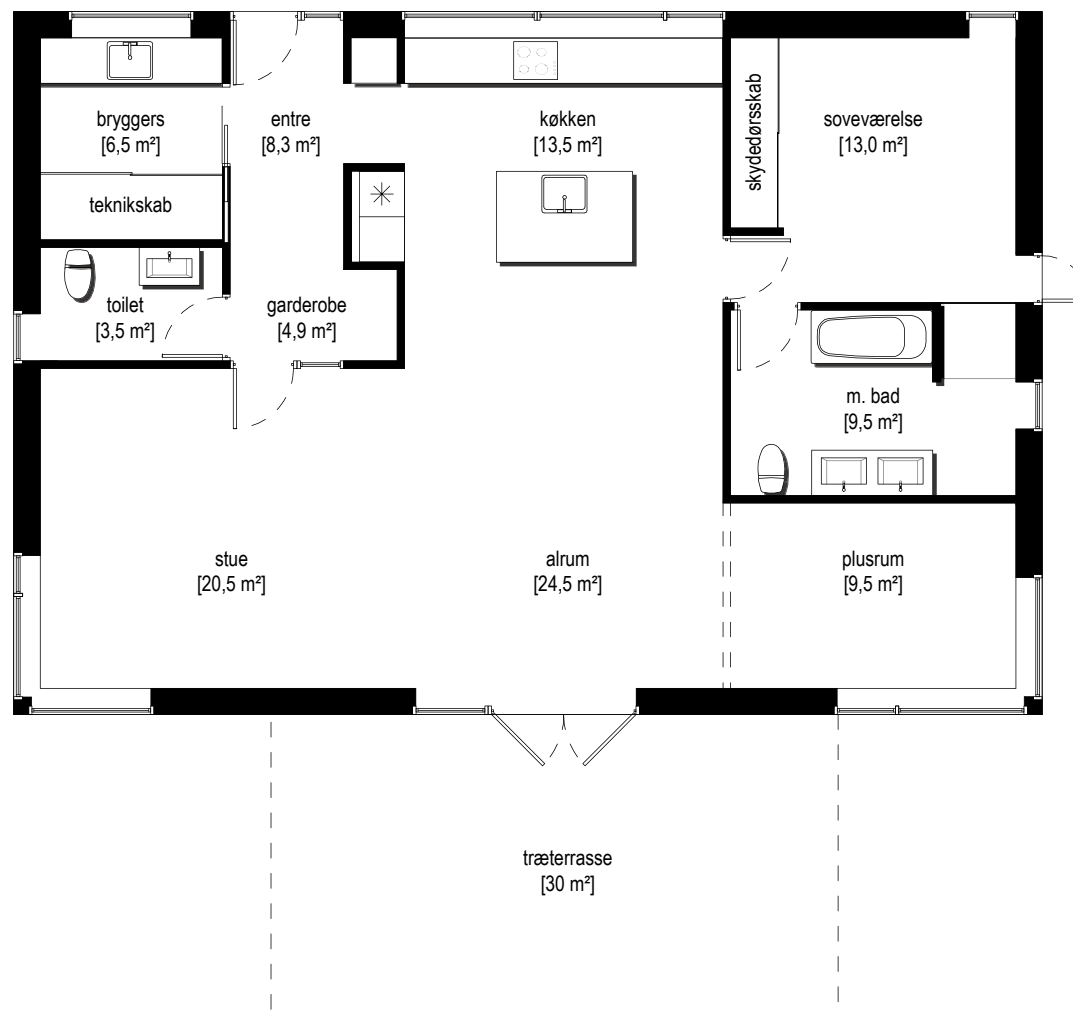 bryggers
[6,5 m²]
entre
[8,3 m²]
køkken
[13,5 m²]
skydedørsskab
soveværelse
[13,0 m²]
teknikskab
toilet
[3,5 m²]
garderobe
[4,9 m²]
m. bad
[9,5 m²]
stue
[20,5 m²]
alrum
[24,5 m²]
plusrum
[9,5 m²]
træterrasse
[30 m²]